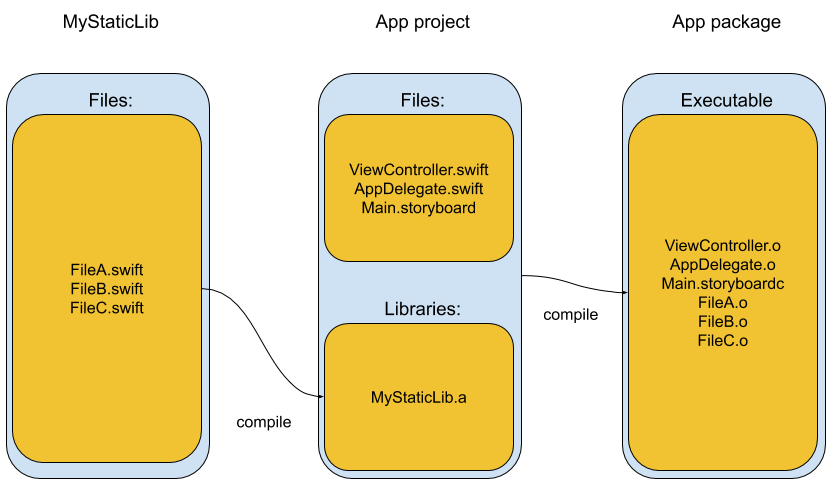 MyStaticLib
App project
App package
Files:
FileA.swift
FileB.swift
FileC.swift
compile
Files:
ViewController.swift
AppDelegate.swift
Main.storyboard
Libraries:
MyStaticLib.a
compile
Executable
ViewController.o
AppDelegate.o
Main.storyboardc
FileA.o
FileB.o
FileC.o